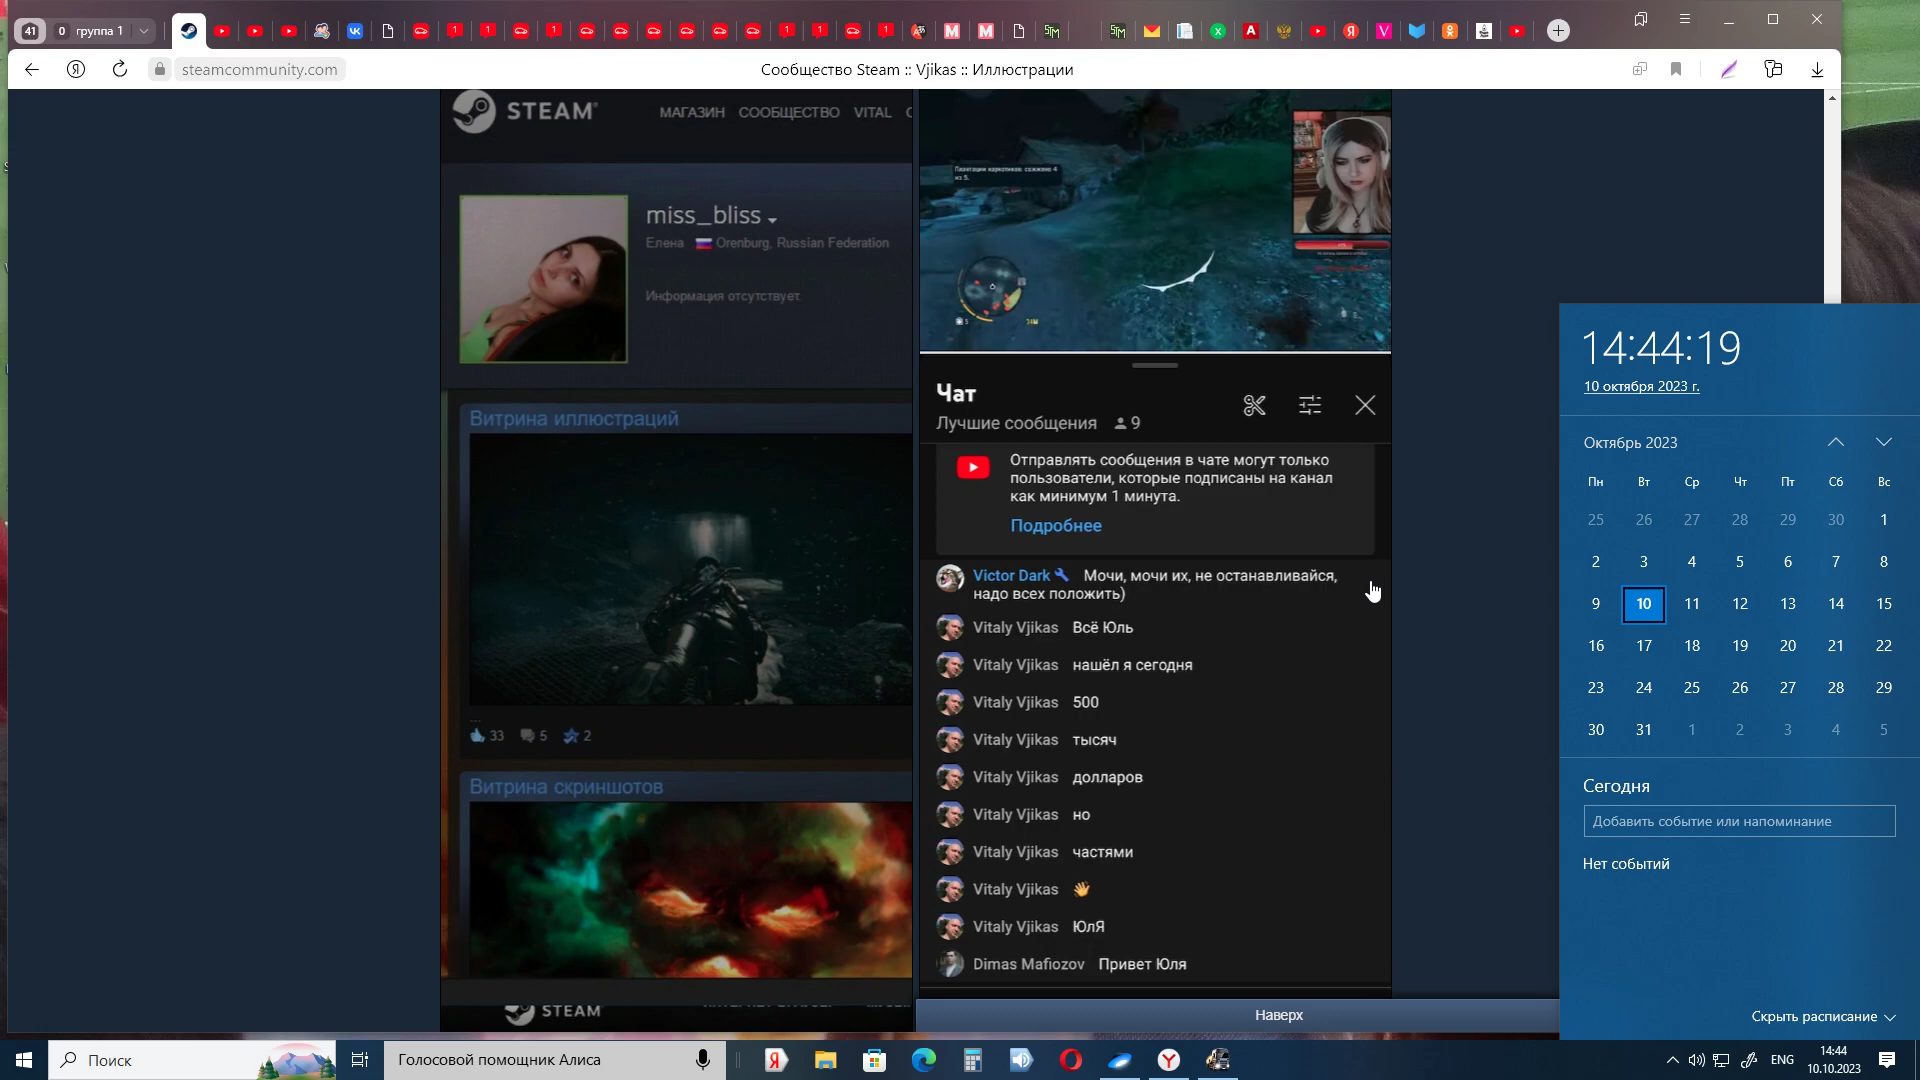 41
0 группа 1
steamcommunity.com
Сообщество Steam :: Vjikas :: Иллюстрации
STEAM
МАГАЗИН СООБЩЕСТВО VITAL
miss_bliss
Елена Orenburg, Russian Federation
Информация отсутствует.
Витрина иллюстраций
...
33 5 2
Витрина скриншотов
STEAM
Плантации наркотиков: сожжено 4
из 5.
Чат
Лучшие сообщения 9
Отправлять сообщения в чате могут только
пользователи, которые подписаны на канал
как минимум 1 минута.
Подробнее
Victor Dark Мочи, мочи их, не останавливайся,
надо всех положить)
Vitaly Vjikas Всё Юль
Vitaly Vjikas нашёл я сегодня
Vitaly Vjikas 500
Vitaly Vjikas тысяч
Vitaly Vjikas долларов
Vitaly Vjikas но
Vitaly Vjikas частями
Vitaly Vjikas 👋
Vitaly Vjikas ЮлЯ
Dimas Mafiozov Привет Юля
Наверх
14:44:19
10 октября 2023 г.
Октябрь 2023
Пн Вт Ср Чт Пт Сб Вс
25 26 27 28 29 30 1
2 3 4 5 6 7 8
9 10 11 12 13 14 15
16 17 18 19 20 21 22
23 24 25 26 27 28 29
30 31 1 2 3 4 5
Сегодня
Добавить событие или напоминание
Нет событий
Скрыть расписание
Поиск
Голосовой помощник Алиса
ENG
14:44
10.10.2023